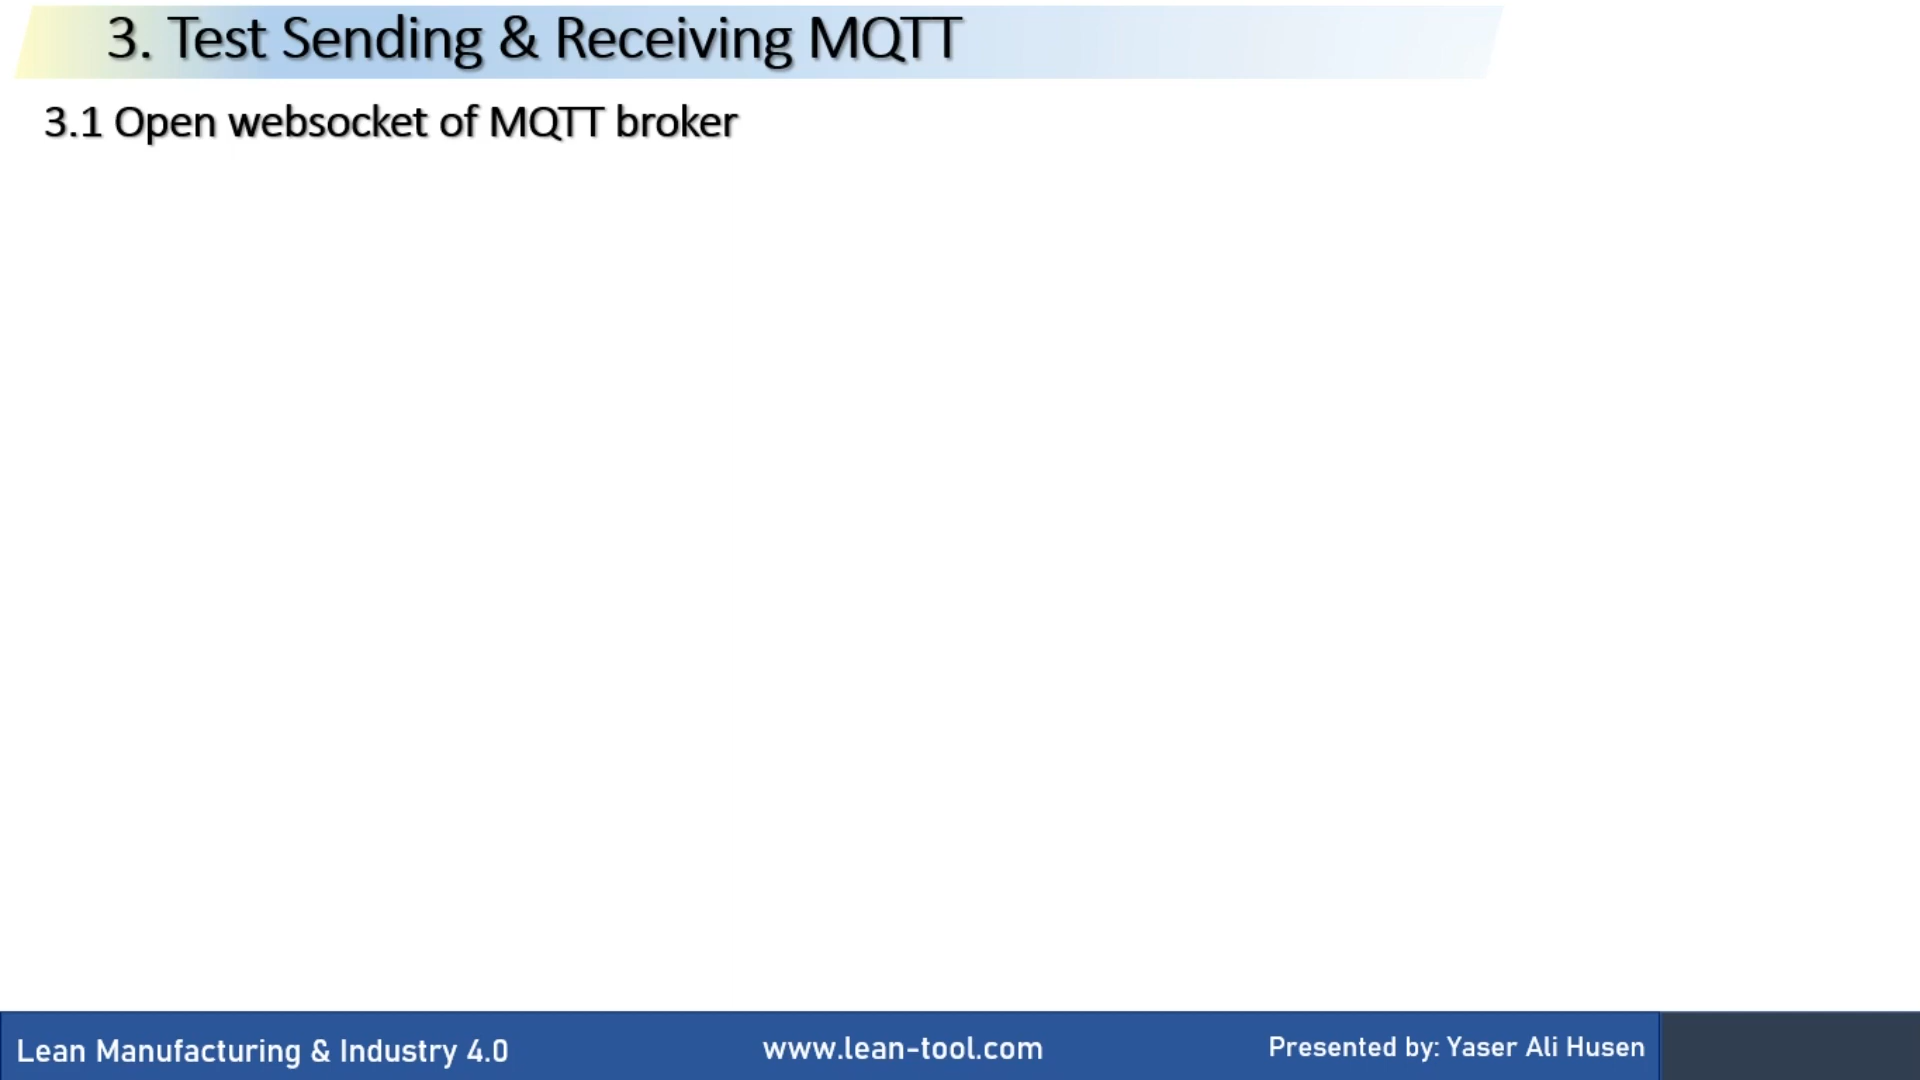 3. Test Sending & Receiving MQTT
3.1 Open websocket of MQTT broker
Lean Manufacturing & Industry 4.0
www.lean-tool.com
Presented by: Yaser Ali Husen